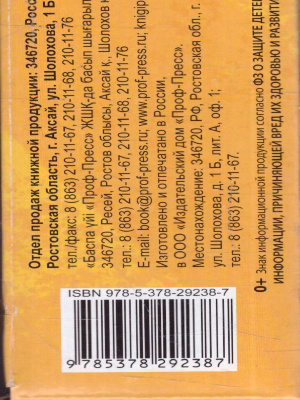 Отдел продаж книжной продукции: 346720, Росс
Ростовская область, г. Аксай, ул. Шолохова, 1 Б
тел./факс: 8 (863) 210-11-67, 211-68-210, 210-11-76
«Баспа үйі «Проф-Пресс» ЖШҚ-да басып шығарыл
346720, Ресей, Ростов облысы, Аксай к., Шолохов к
Тел.: 8 (863) 210-11-67, 211-68-210, 210-11-76
E-mail: book@prof-press.ru; www.prof-press.ru; knigip
Изготовлено и отпечатано в России,
в ООО «Издательский дом «Проф-Пресс».
Местонахождение: 346720, РФ, Ростовская обл., г.
ул. Шолохова, д. 1 Б, лит. А, оф. 1;
тел.: 8 (863) 210-11-67.
0+ Знак информационной продукции согласно ФЗ О ЗАЩИТЕ ДЕТЕ
ИНФОРМАЦИИ, ПРИЧИНЯЮЩЕЙ ВРЕД ИХ ЗДОРОВЬЮ И РАЗВИТИЮ
ISBN 978-5-378-29238-7
9 785378 292387